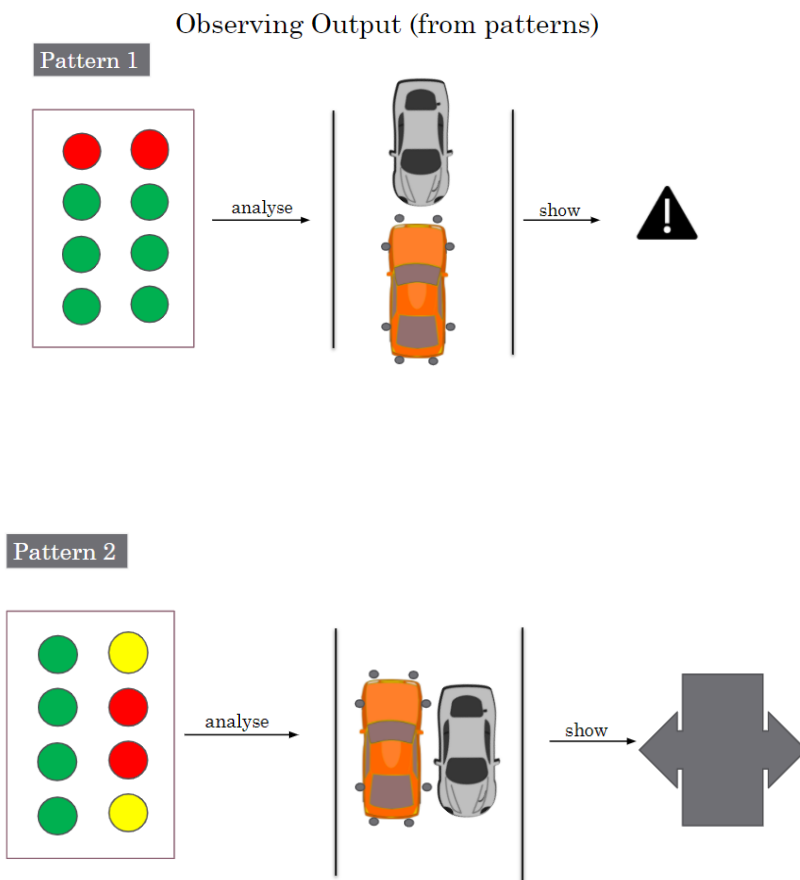 Observing Output (from patterns)
Pattern 1
analyse
show
Pattern 2
analyse
show